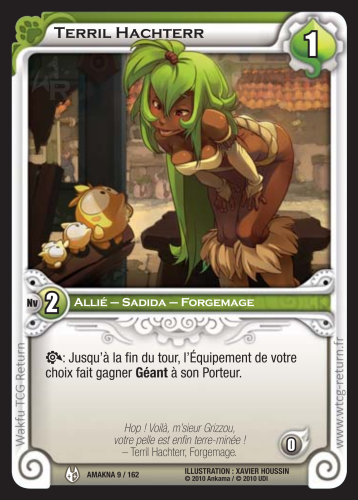 Terril Hachterr
1
Nv 2
Allié – Sadida – Forgemage
: Jusqu'à la fin du tour, l'Équipement de votre
choix fait gagner Géant à son Porteur.
Hop ! Voilà, m'sieur Grizzou,
votre pelle est enfin terre-minée !
– Terril Hachterr, Forgemage.
0
AMAKNA 9 / 162
ILLUSTRATION : XAVIER HOUSSIN
© 2010 Ankama / © 2010 UDI
Wakfu TCG Return
www.wtcg-return.fr